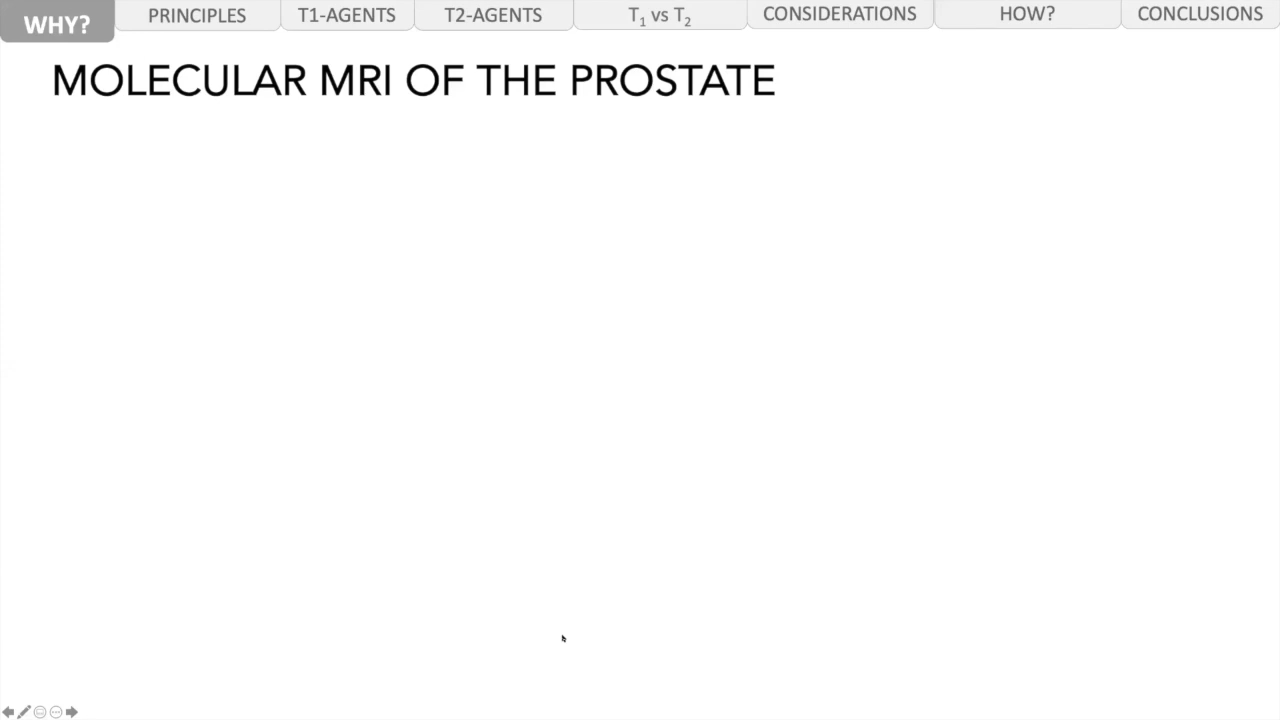 WHY?
PRINCIPLES
T1-AGENTS
T2-AGENTS
T1 vs T2
CONSIDERATIONS
HOW?
CONCLUSIONS
MOLECULAR MRI OF THE PROSTATE